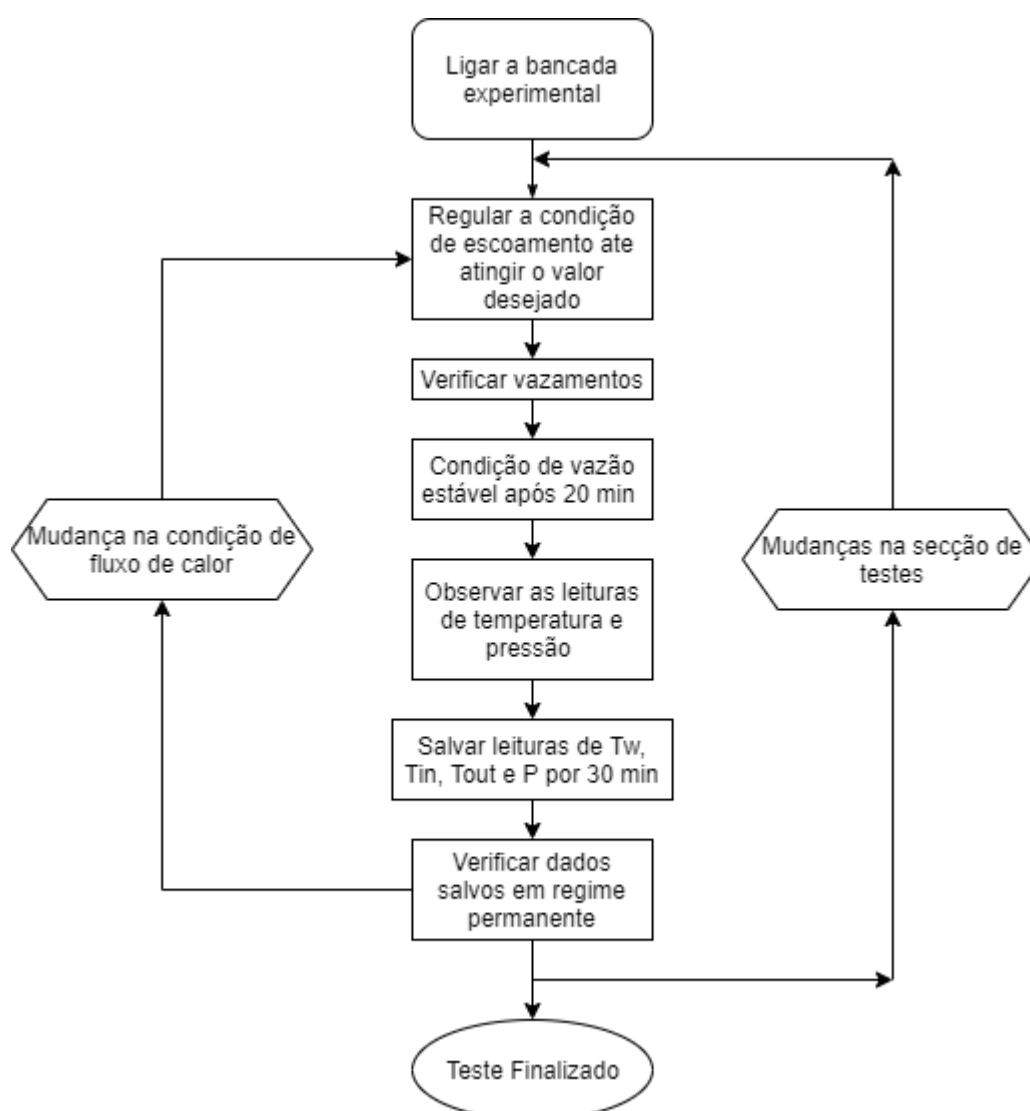 Ligar a bancada
experimental
Regular a condição
de escoamento ate
atingir o valor
desejado
Verificar vazamentos
Condição de vazão
estável após 20 min
Mudança na condição de
fluxo de calor
Mudanças na secção de
testes
Observar as leituras
de temperatura e
pressão
Salvar leituras de Tw,
Tin, Tout e P por 30 min
Verificar dados
salvos em regime
permanente
Teste Finalizado